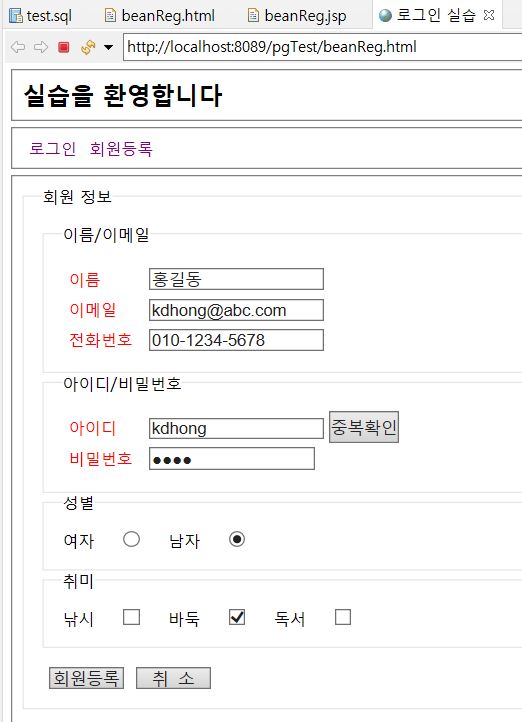 test.sql beanReg.html beanReg.jsp 로그인 실습
http://localhost:8089/pgTest/beanReg.html
실습을 환영합니다
로그인 회원등록
회원 정보
이름/이메일
이름 홍길동
이메일 kdhong@abc.com
전화번호 010-1234-5678
아이디/비밀번호
아이디 kdhong 중복확인
비밀번호 ●●●●
성별
여자 남자
취미
낚시 바둑 독서
회원등록 취 소